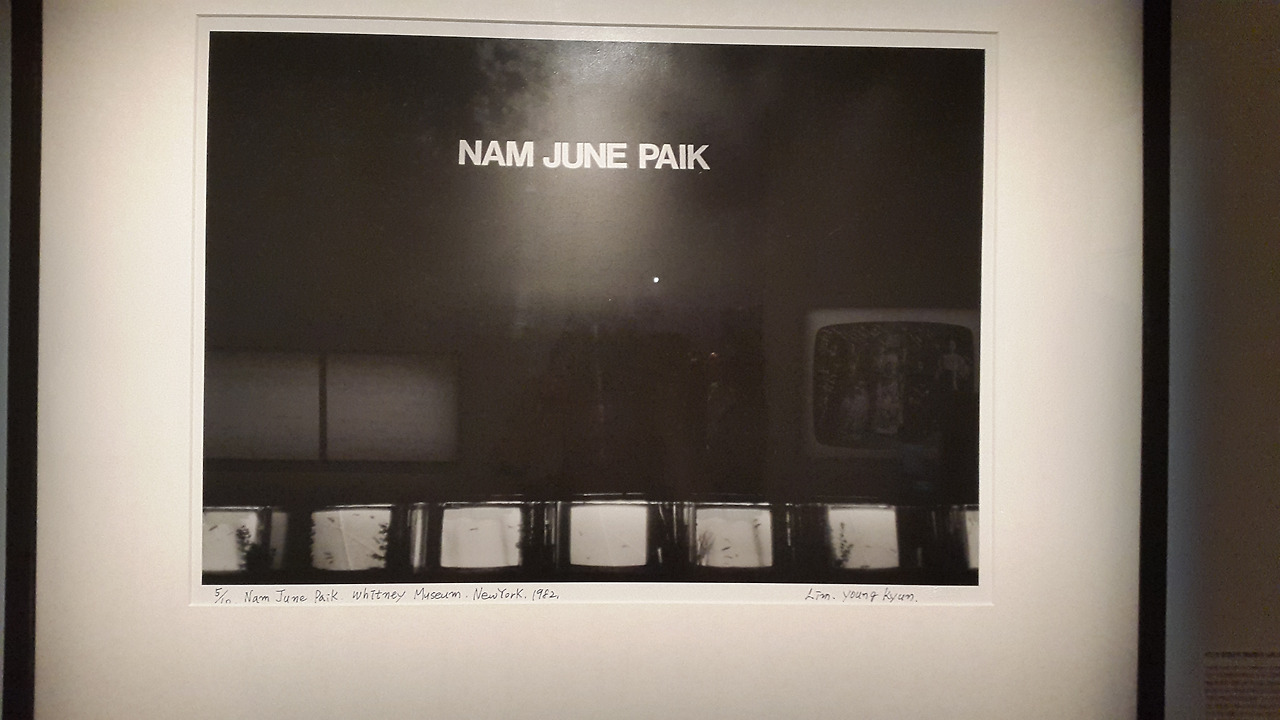 NAM JUNE PAIK
5/10 Nam June Paik. Whitney Museum. New York. 1982. Lim. Young Kyun.